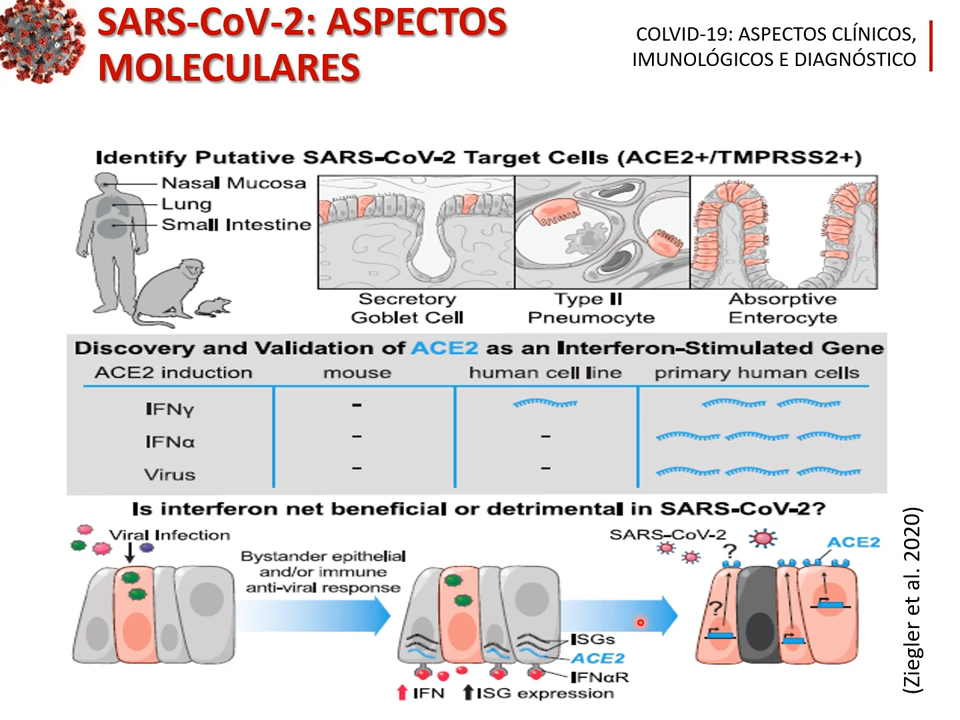 SARS-CoV-2: ASPECTOS
MOLECULARES
COLVID-19: ASPECTOS CLÍNICOS,
IMUNOLÓGICOS E DIAGNÓSTICO
Identify Putative SARS-CoV-2 Target Cells (ACE2+/TMPRSS2+)
Nasal Mucosa
Lung
Small Intestine
Secretory
Goblet Cell
Type II
Pneumocyte
Absorptive
Enterocyte
Discovery and Validation of ACE2 as an Interferon-Stimulated Gene
ACE2 induction mouse human cell line primary human cells
IFNγ -
IFNα - -
Virus - -
Is interferon net beneficial or detrimental in SARS-CoV-2?
Viral Infection
Bystander epithelial
and/or immune
anti-viral response
ISGs
ACE2
IFNαR
IFN ISG expression
SARS-CoV-2
?
ACE2
?
(Ziegler et al. 2020)